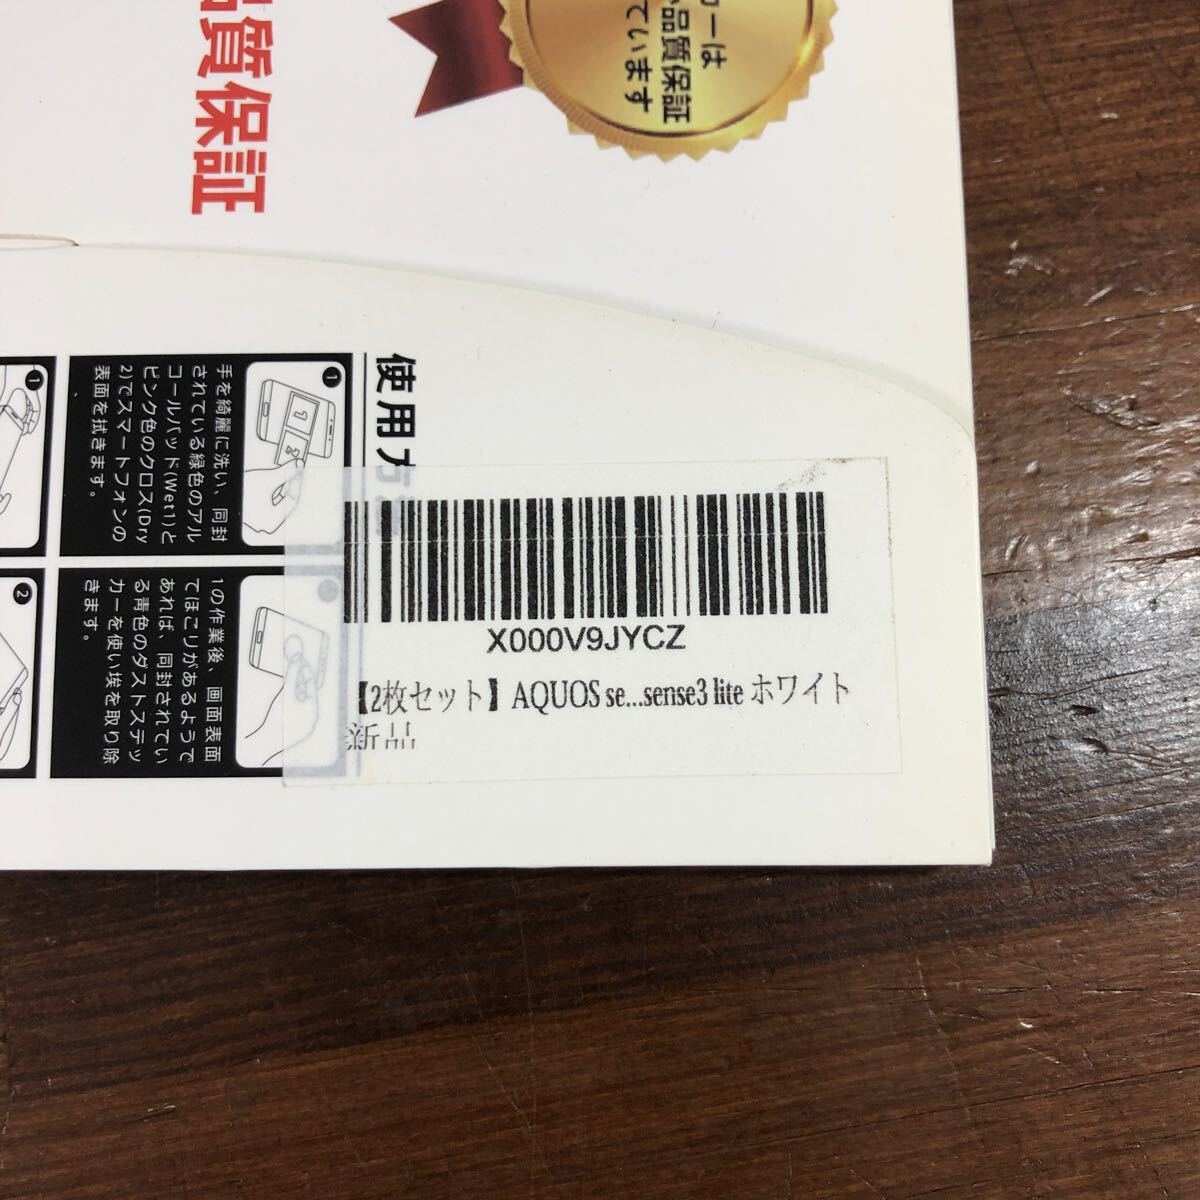 品質保証
ーは
品質保証
ています
使用方法
1
手を綺麗に洗い、同封
されている緑色のアル
コールパッド(Wet1)と
ピンク色のクロス(Dry
2)でスマートフォンの
表面を拭きます。
1の作業後、画面表面
てほこりがあるようで
あれば、同封されてい
る青色のダストステッ
カーを使い埃を取り除
きます。
1
2
X000V9JYCZ
【2枚セット】AQUOS se...sense3 lite ホワイト
新品